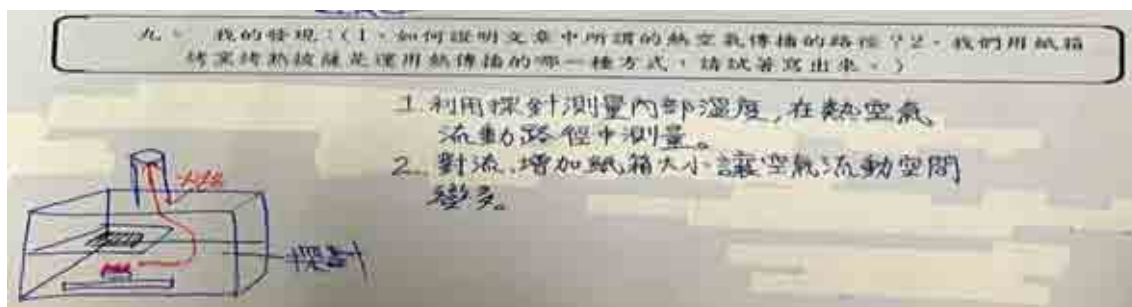 九、 我的發現:(1、如何證明文章中所謂的熱空氣傳播的路徑?2、我們用紙箱
烤窯烤熟披薩是運用熱傳播的哪一種方式,請試著寫出來。)
1. 利用探針測量內部溫度,在熱空氣
流動路徑中測量。
2. 對流、增加紙箱大小讓空氣流動空間
變多。
探針